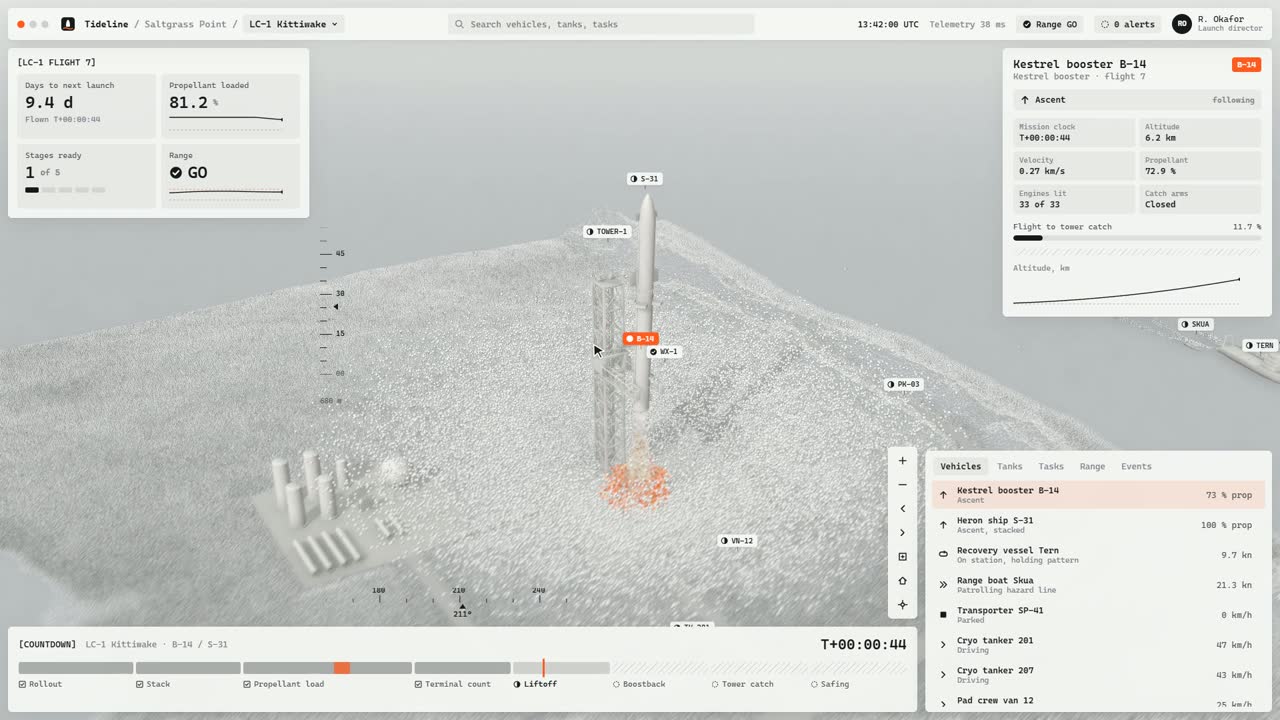 Tideline / Saltgrass Point / LC-1 Kittiwake
Search vehicles, tanks, tasks
13:42:00 UTC Telemetry 38 ms Range GO 0 alerts
RO R. Okafor
Launch director
[LC-1 FLIGHT 7]
Days to next launch
9.4 d
Flown T+00:00:44
Propellant loaded
81.2 %
Stages ready
1 of 5
Range
GO
Kestrel booster B-14
B-14
Kestrel booster · flight 7
Ascent following
Mission clock
T+00:00:44
Altitude
6.2 km
Velocity
0.27 km/s
Propellant
72.9 %
Engines lit
33 of 33
Catch arms
Closed
Flight to tower catch 11.7 %
Altitude, km
S-31
TOWER-1
B-14
WX-1
PK-03
SKUA
TERN
VN-12
45
30
15
00
600 m
180 210 240
211°
Vehicles Tanks Tasks Range Events
Kestrel booster B-14
Ascent
73 % prop
Heron ship S-31
Ascent, stacked
100 % prop
Recovery vessel Tern
On station, holding pattern
9.7 kn
Range boat Skua
Patrolling hazard line
21.3 kn
Transporter SP-41
Parked
0 km/h
Cryo tanker 201
Driving
47 km/h
Cryo tanker 207
Driving
43 km/h
Pad crew van 12
25 km/h
[COUNTDOWN] LC-1 Kittiwake · B-14 / S-31
T+00:00:44
Rollout Stack Propellant load Terminal count Liftoff Boostback Tower catch Safing